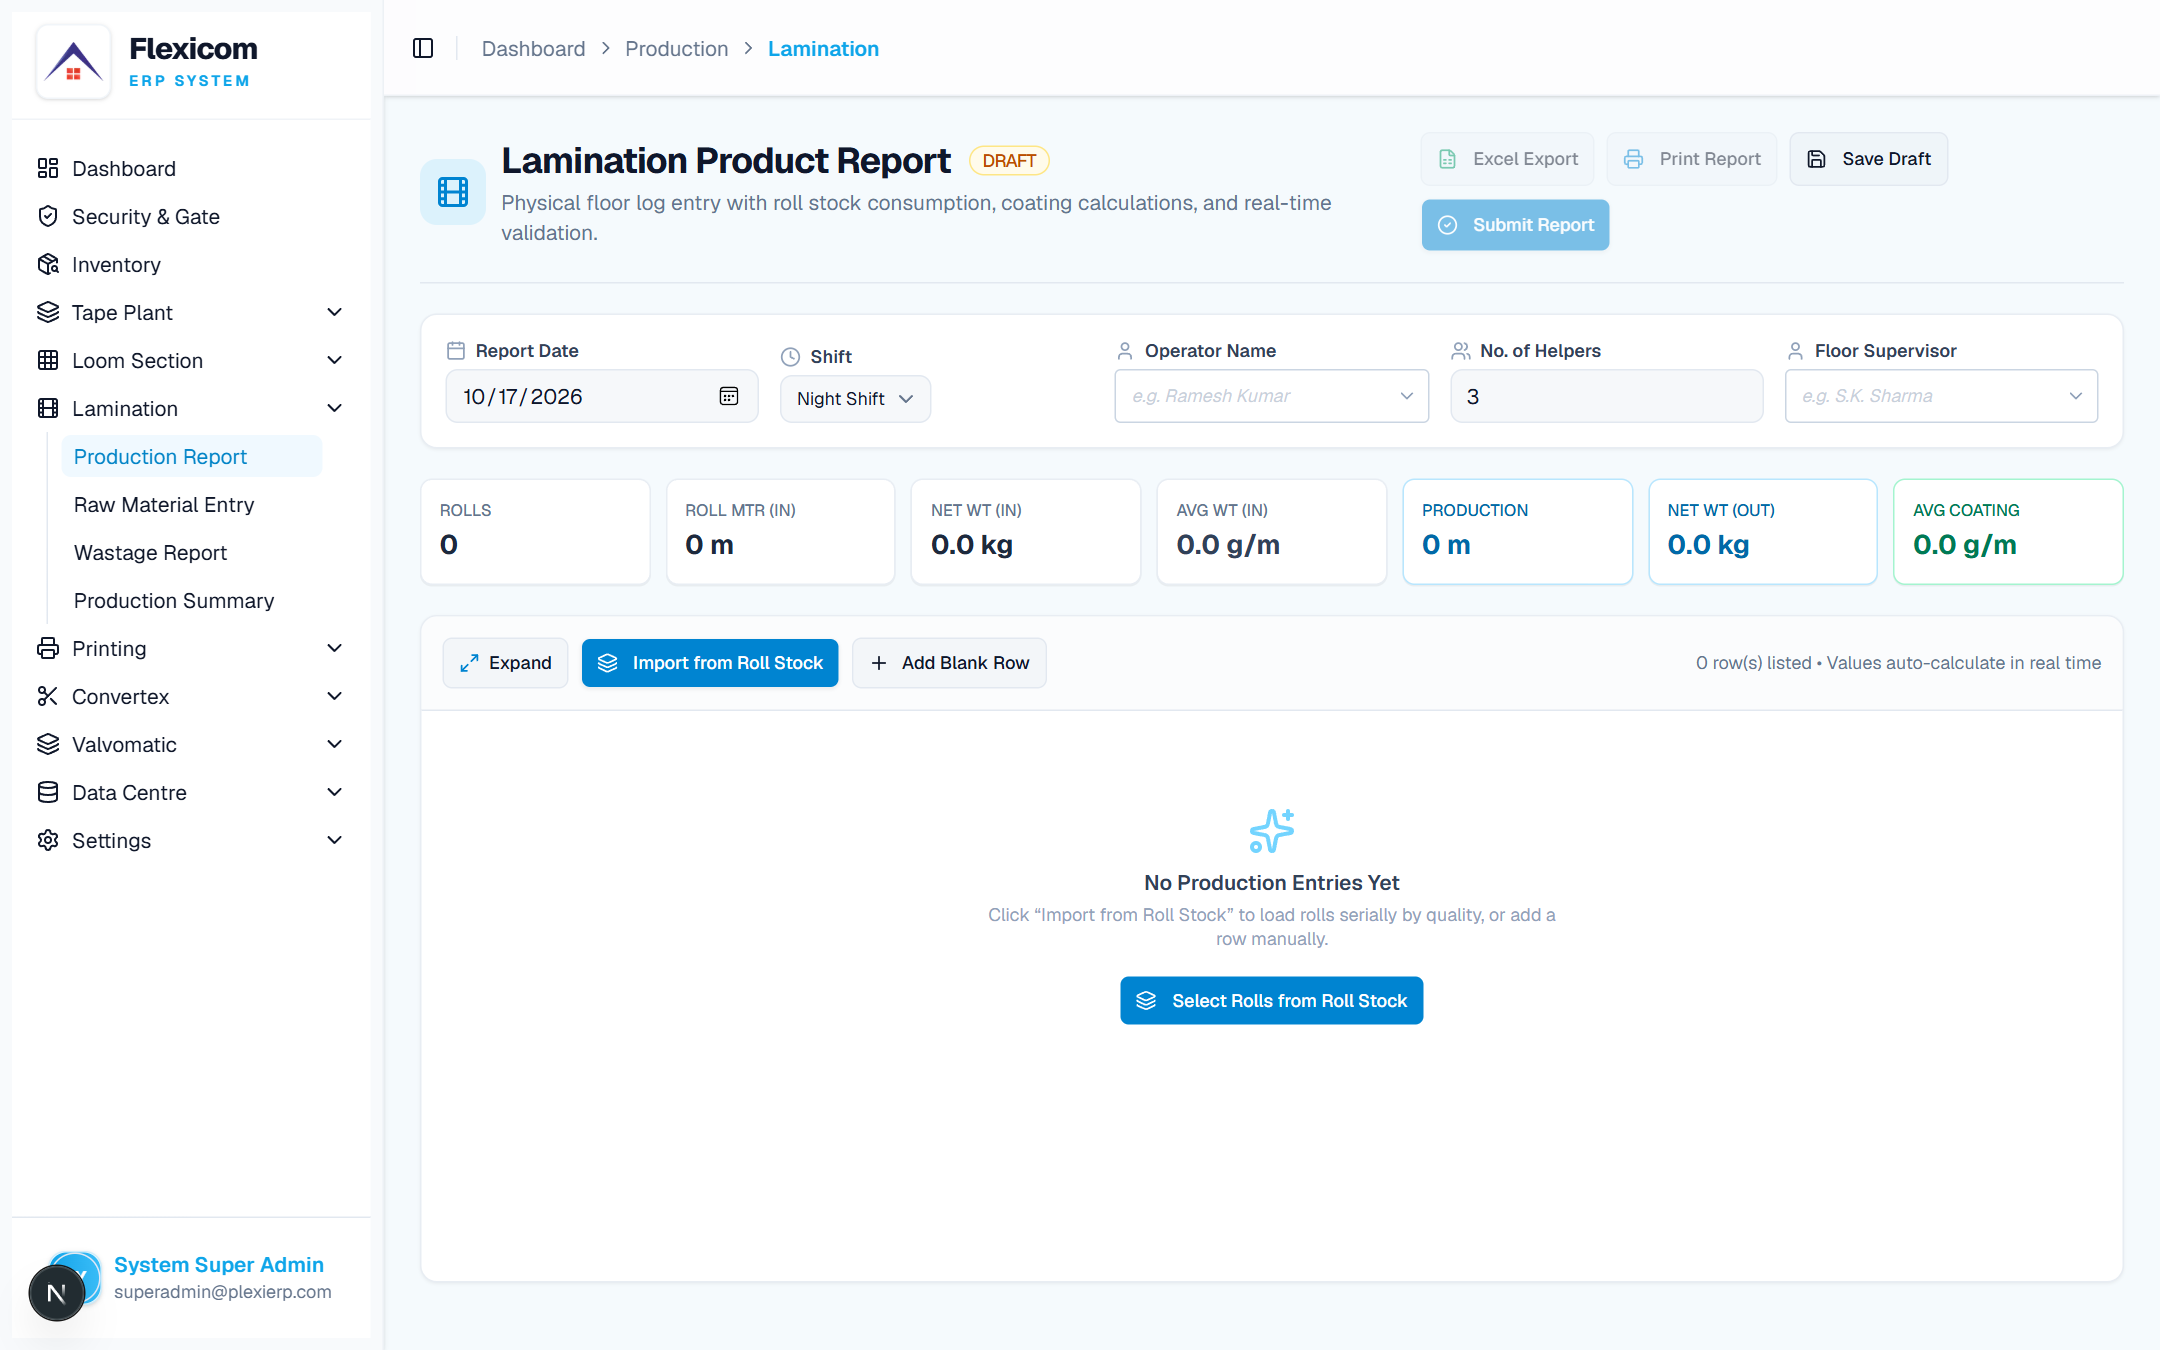 Flexicom
ERP SYSTEM
Dashboard
Security & Gate
Inventory
Tape Plant
Loom Section
Lamination
Production Report
Raw Material Entry
Wastage Report
Production Summary
Printing
Convertex
Valvomatic
Data Centre
Settings
N
System Super Admin
superadmin@plexierp.com
Dashboard > Production > Lamination
Lamination Product Report DRAFT
Physical floor log entry with roll stock consumption, coating calculations, and real-time
validation.
Excel Export Print Report Save Draft
Submit Report
Report Date
10/17/2026
Shift
Night Shift
Operator Name
e.g. Ramesh Kumar
No. of Helpers
3
Floor Supervisor
e.g. S.K. Sharma
ROLLS
0
ROLL MTR (IN)
0 m
NET WT (IN)
0.0 kg
AVG WT (IN)
0.0 g/m
PRODUCTION
0 m
NET WT (OUT)
0.0 kg
AVG COATING
0.0 g/m
Expand Import from Roll Stock + Add Blank Row
0 row(s) listed • Values auto-calculate in real time
No Production Entries Yet
Click “Import from Roll Stock” to load rolls serially by quality, or add a
row manually.
Select Rolls from Roll Stock